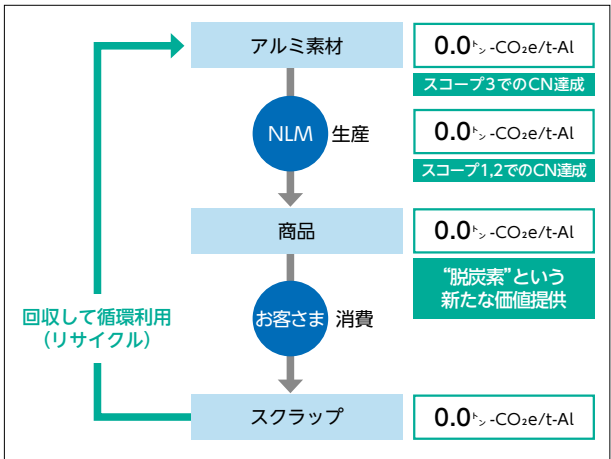 アルミ素材
0.0トン-CO₂e/t-Al
スコープ3でのCN達成
NLM 生産
0.0トン-CO₂e/t-Al
スコープ1,2でのCN達成
商品
0.0トン-CO₂e/t-Al
“脱炭素”という
新たな価値提供
お客さま 消費
回収して循環利用
(リサイクル)
スクラップ
0.0トン-CO₂e/t-Al